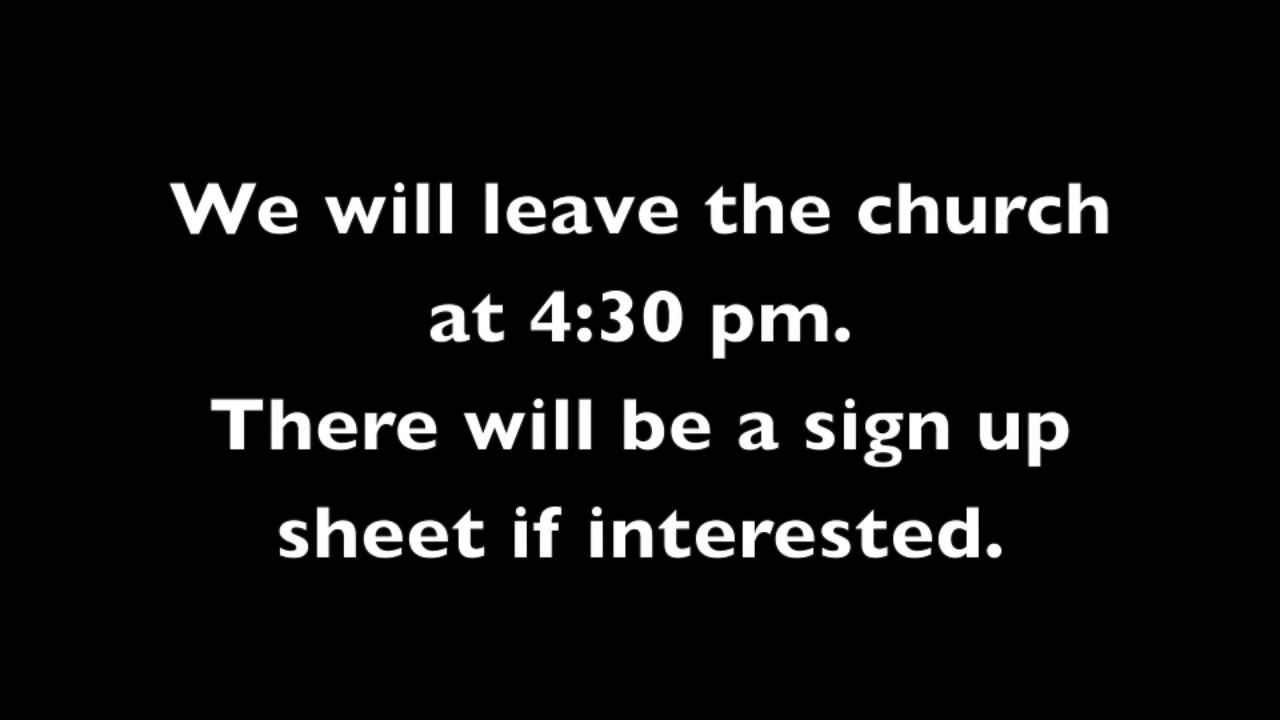 We will leave the church
at 4:30 pm.
There will be a sign up
sheet if interested.